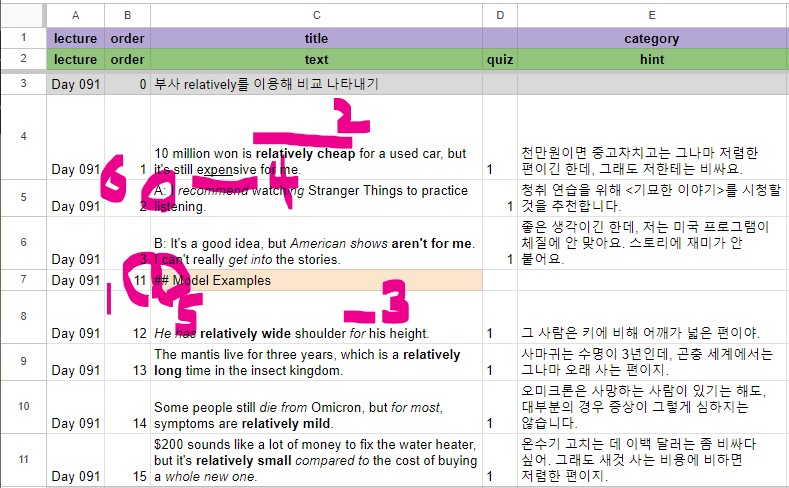 A B C D E
1 lecture order title category
2 lecture order text quiz hint
3 Day 091 0 부사 relatively를 이용해 비교 나타내기
2
4 10 million won is relatively cheap for a used car, but 천만원이면 중고차치고는 그나마 저렴한
Day 091 1 it's still expensive for me. 1 편이긴 한데, 그래도 저한테는 비싸요.
6 0 4
5 A: I recommend watching Stranger Things to practice 청취 연습을 위해 <기묘한 이야기>를 시청할
Day 091 2 listening. 1 것을 추천합니다.
6 좋은 생각이긴 한데, 저는 미국 프로그램이
B: It's a good idea, but American shows aren't for me. 체질에 안 맞아요. 스토리에 재미가 안
Day 091 3 I can't really get into the stories. 1 붙어요.
7 Day 091 11 ## Model Examples
5 3
8 Day 091 12 He has relatively wide shoulder for his height. 1 그 사람은 키에 비해 어깨가 넓은 편이야.
9 The mantis live for three years, which is a relatively 사마귀는 수명이 3년인데, 곤충 세계에서는
Day 091 13 long time in the insect kingdom. 1 그나마 오래 사는 편이지.
10 오미크론은 사망하는 사람이 있기는 해도,
Some people still die from Omicron, but for most, 대부분의 경우 증상이 그렇게 심하지는
Day 091 14 symptoms are relatively mild. 1 않습니다.
11 $200 sounds like a lot of money to fix the water heater, 온수기 고치는 데 이백 달러는 좀 비싸다
but it's relatively small compared to the cost of buying 싶어. 그래도 새것 사는 비용에 비하면
Day 091 15 a whole new one. 1 저렴한 편이지.